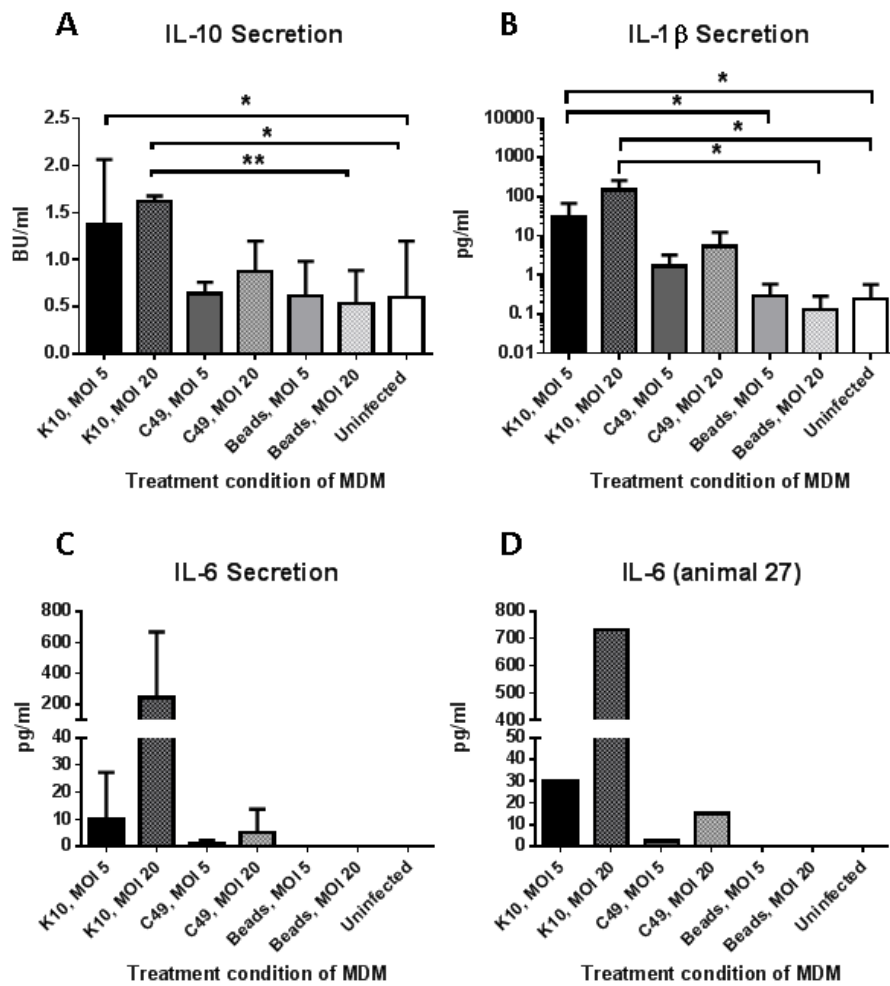 A
IL-10 Secretion
*
*
**
2.5
2.0
1.5
1.0
0.5
0.0
BU/ml
K10, MOI 5
K10, MOI 20
C49, MOI 5
C49, MOI 20
Beads, MOI 5
Beads, MOI 20
Uninfected
Treatment condition of MDM
B
IL-1β Secretion
*
*
*
*
10000
1000
100
10
1
0.1
0.01
pg/ml
K10, MOI 5
K10, MOI 20
C49, MOI 5
C49, MOI 20
Beads, MOI 5
Beads, MOI 20
Uninfected
Treatment condition of MDM
C
IL-6 Secretion
800
600
400
200
40
30
20
10
0
pg/ml
K10, MOI 5
K10, MOI 20
C49, MOI 5
C49, MOI 20
Beads, MOI 5
Beads, MOI 20
Uninfected
Treatment condition of MDM
D
IL-6 (animal 27)
800
700
600
500
400
50
40
30
20
10
0
pg/ml
K10, MOI 5
K10, MOI 20
C49, MOI 5
C49, MOI 20
Beads, MOI 5
Beads, MOI 20
Uninfected
Treatment condition of MDM